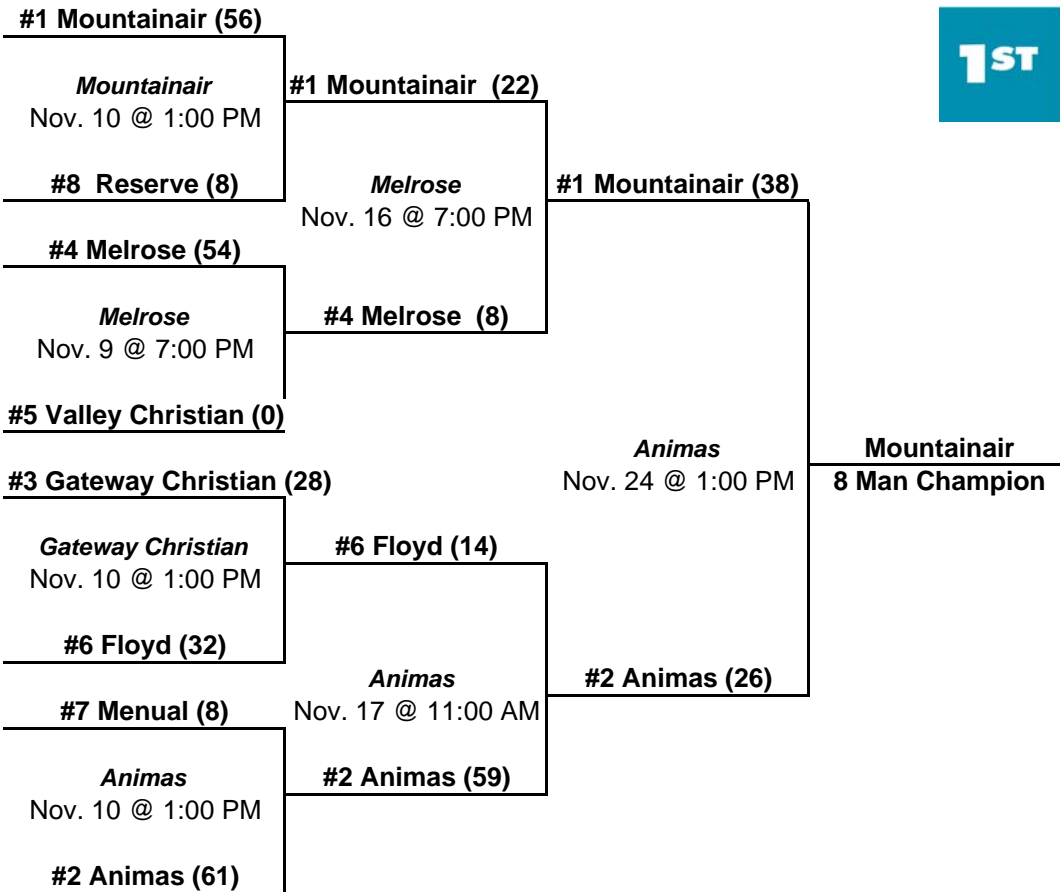 #1 Mountainair (56)
1ST
Mountainair
Nov. 10 @ 1:00 PM
#1 Mountainair (22)
#8 Reserve (8)
Melrose
Nov. 16 @ 7:00 PM
#1 Mountainair (38)
#4 Melrose (54)
Melrose
Nov. 9 @ 7:00 PM
#4 Melrose (8)
#5 Valley Christian (0)
Animas
Nov. 24 @ 1:00 PM
Mountainair
8 Man Champion
#3 Gateway Christian (28)
Gateway Christian
Nov. 10 @ 1:00 PM
#6 Floyd (14)
#6 Floyd (32)
Animas
Nov. 17 @ 11:00 AM
#2 Animas (26)
#7 Menual (8)
Animas
Nov. 10 @ 1:00 PM
#2 Animas (59)
#2 Animas (61)